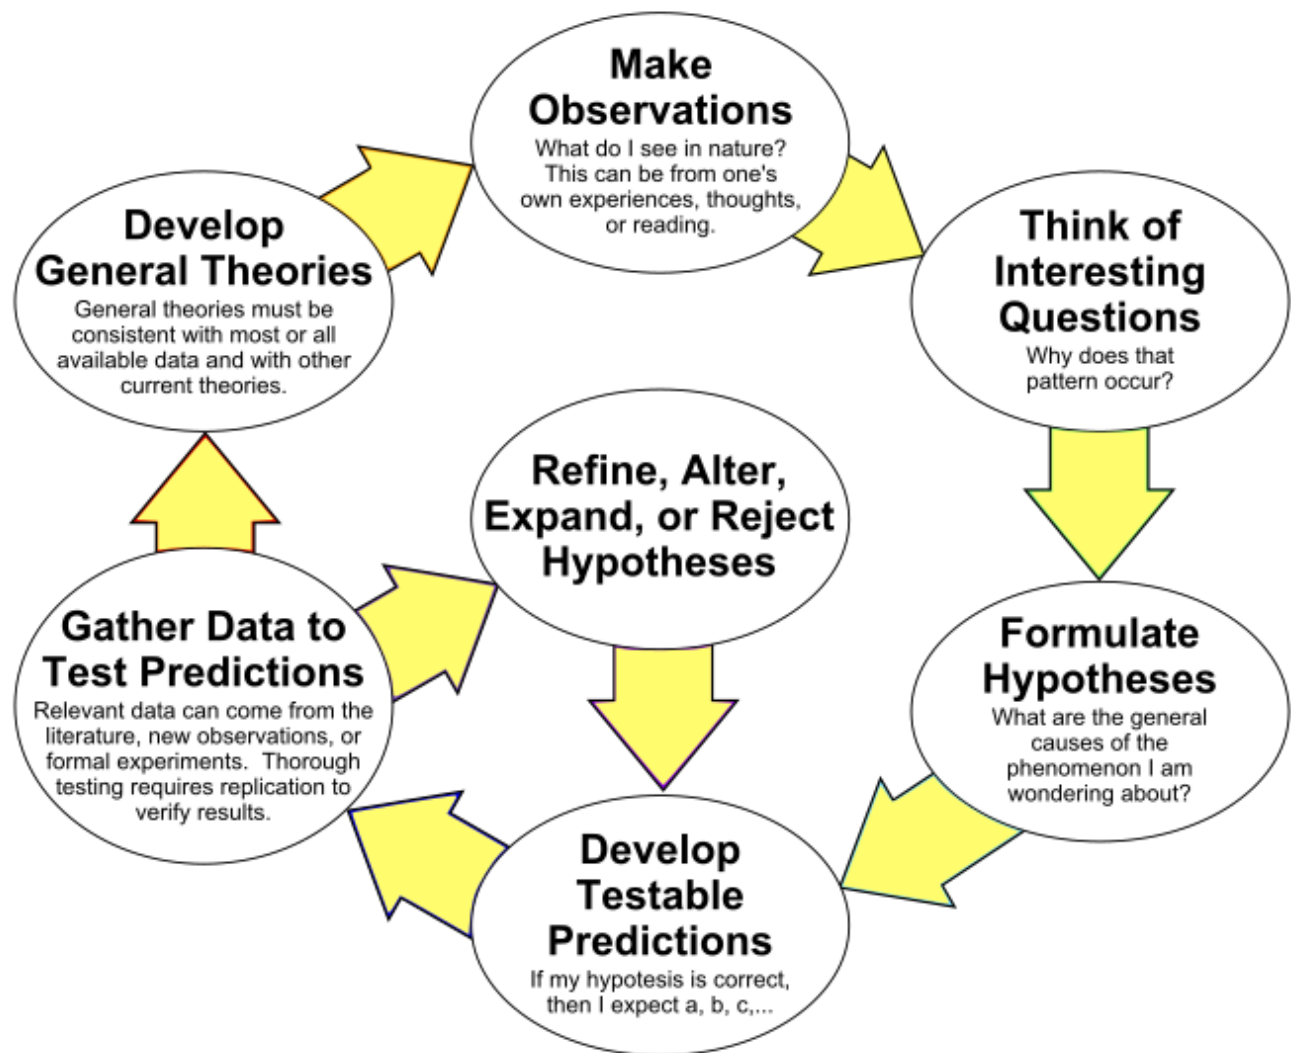 Make
Observations
What do I see in nature?
This can be from one's
own experiences, thoughts,
or reading.
Think of
Interesting
Questions
Why does that
pattern occur?
Formulate
Hypotheses
What are the general
causes of the
phenomenon I am
wondering about?
Develop
Testable
Predictions
If my hypotesis is correct,
then I expect a, b, c,...
Gather Data to
Test Predictions
Relevant data can come from the
literature, new observations, or
formal experiments. Thorough
testing requires replication to
verify results.
Refine, Alter,
Expand, or Reject
Hypotheses
Develop
General Theories
General theories must be
consistent with most or all
available data and with other
current theories.